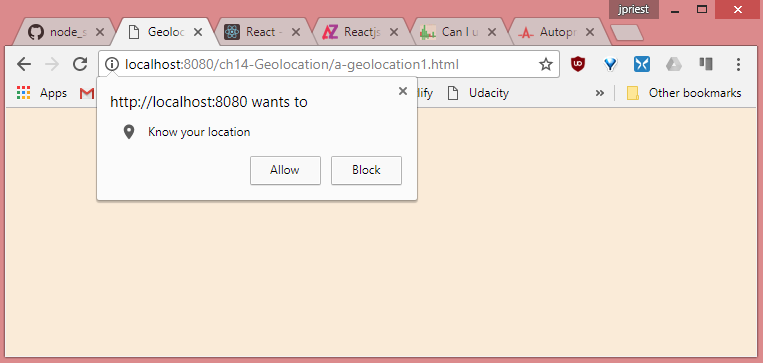 jpriest
node_s
Geoloc
React -
Reactjs
Can I u
Autopr
localhost:8080/ch14-Geolocation/a-geolocation1.html
Apps
lify
Udacity
»
Other bookmarks
http://localhost:8080 wants to
Know your location
Allow
Block